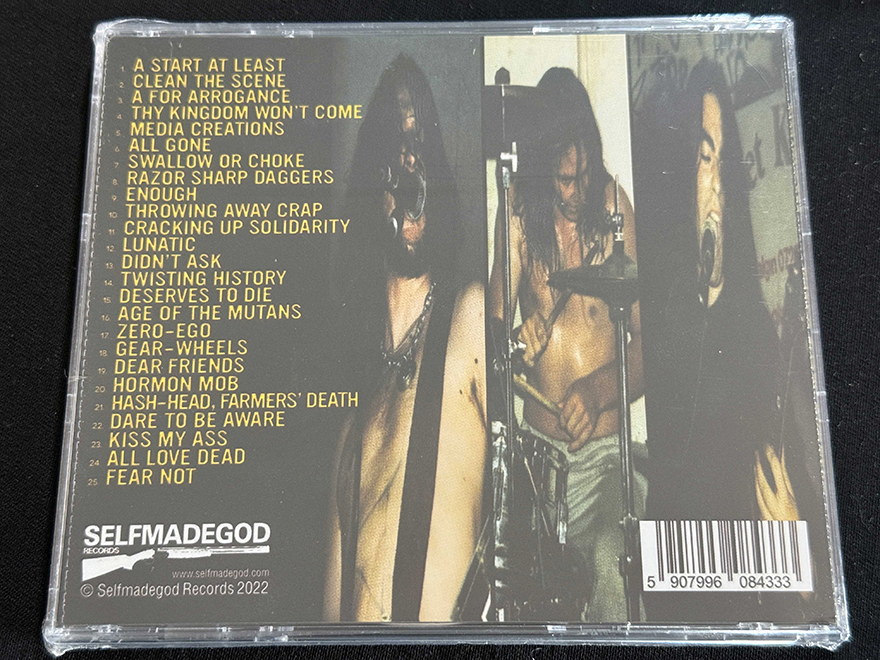 1. A START AT LEAST
2. CLEAN THE SCENE
3. A FOR ARROGANCE
4. THY KINGDOM WON'T COME
5. MEDIA CREATIONS
6. ALL GONE
7. SWALLOW OR CHOKE
8. RAZOR SHARP DAGGERS
9. ENOUGH
10. THROWING AWAY CRAP
11. CRACKING UP SOLIDARITY
12. LUNATIC
13. DIDN'T ASK
14. TWISTING HISTORY
15. DESERVES TO DIE
16. AGE OF THE MUTANS
17. ZERO-EGO
18. GEAR-WHEELS
19. DEAR FRIENDS
20. HORMON MOB
21. HASH-HEAD, FARMERS' DEATH
22. DARE TO BE AWARE
23. KISS MY ASS
24. ALL LOVE DEAD
25. FEAR NOT
SELFMADEGOD
RECORDS
www.selfmadegod.com
© Selfmadegod Records 2022
5 907996 084333